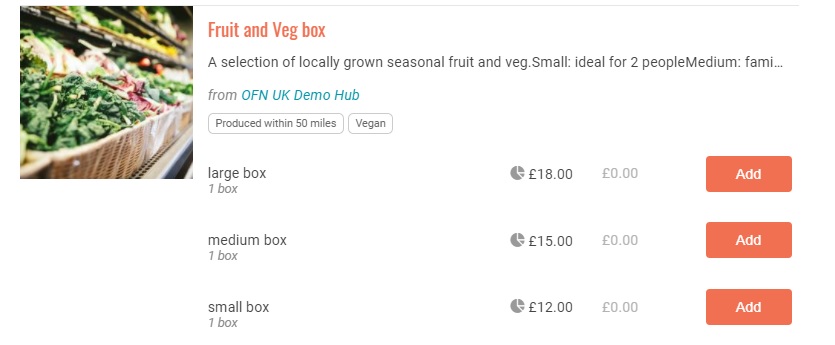 Fruit and Veg box
A selection of locally grown seasonal fruit and veg.Small: ideal for 2 peopleMedium: fami...
from OFN UK Demo Hub
Produced within 50 miles Vegan
large box £18.00 £0.00 Add
1 box
medium box £15.00 £0.00 Add
1 box
small box £12.00 £0.00 Add
1 box